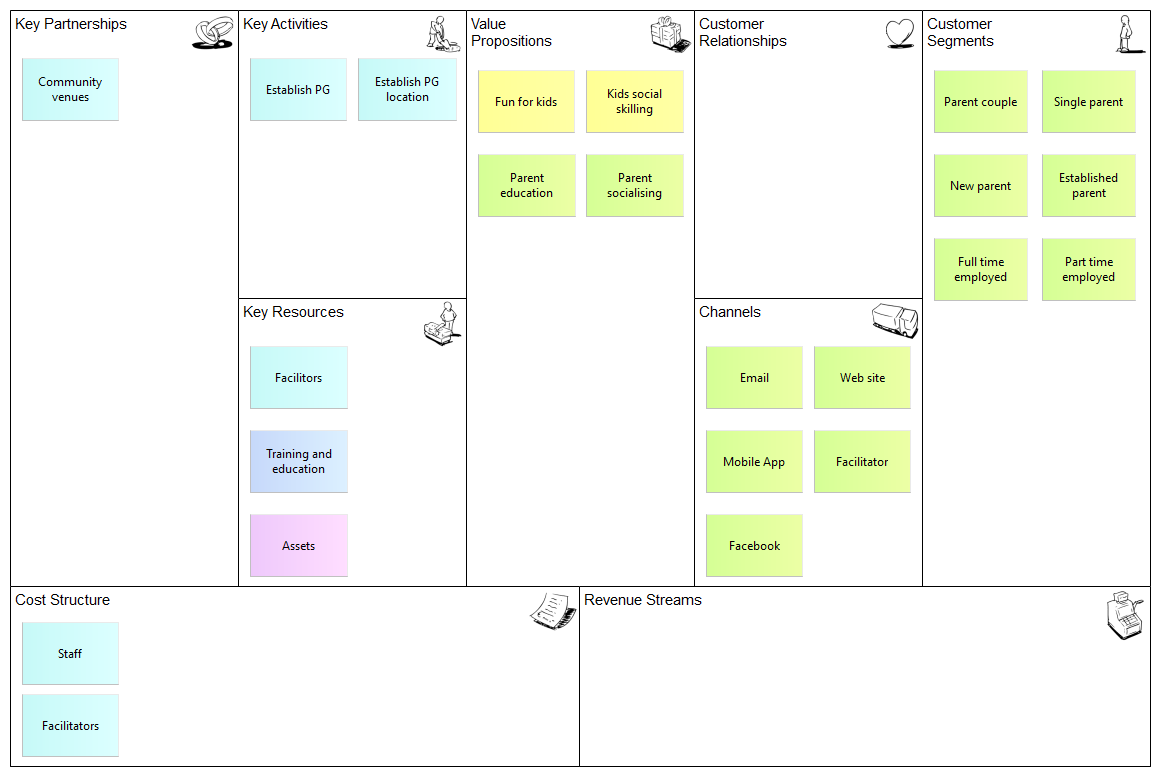 Key Partnerships
Community
venues
Key Activities
Establish PG
Establish PG
location
Key Resources
Facilitors
Training and
education
Assets
Value
Propositions
Fun for kids
Kids social
skilling
Parent
education
Parent
socialising
Customer
Relationships
Channels
Email
Web site
Mobile App
Facilitator
Facebook
Customer
Segments
Parent couple
Single parent
New parent
Established
parent
Full time
employed
Part time
employed
Cost Structure
Staff
Facilitators
Revenue Streams